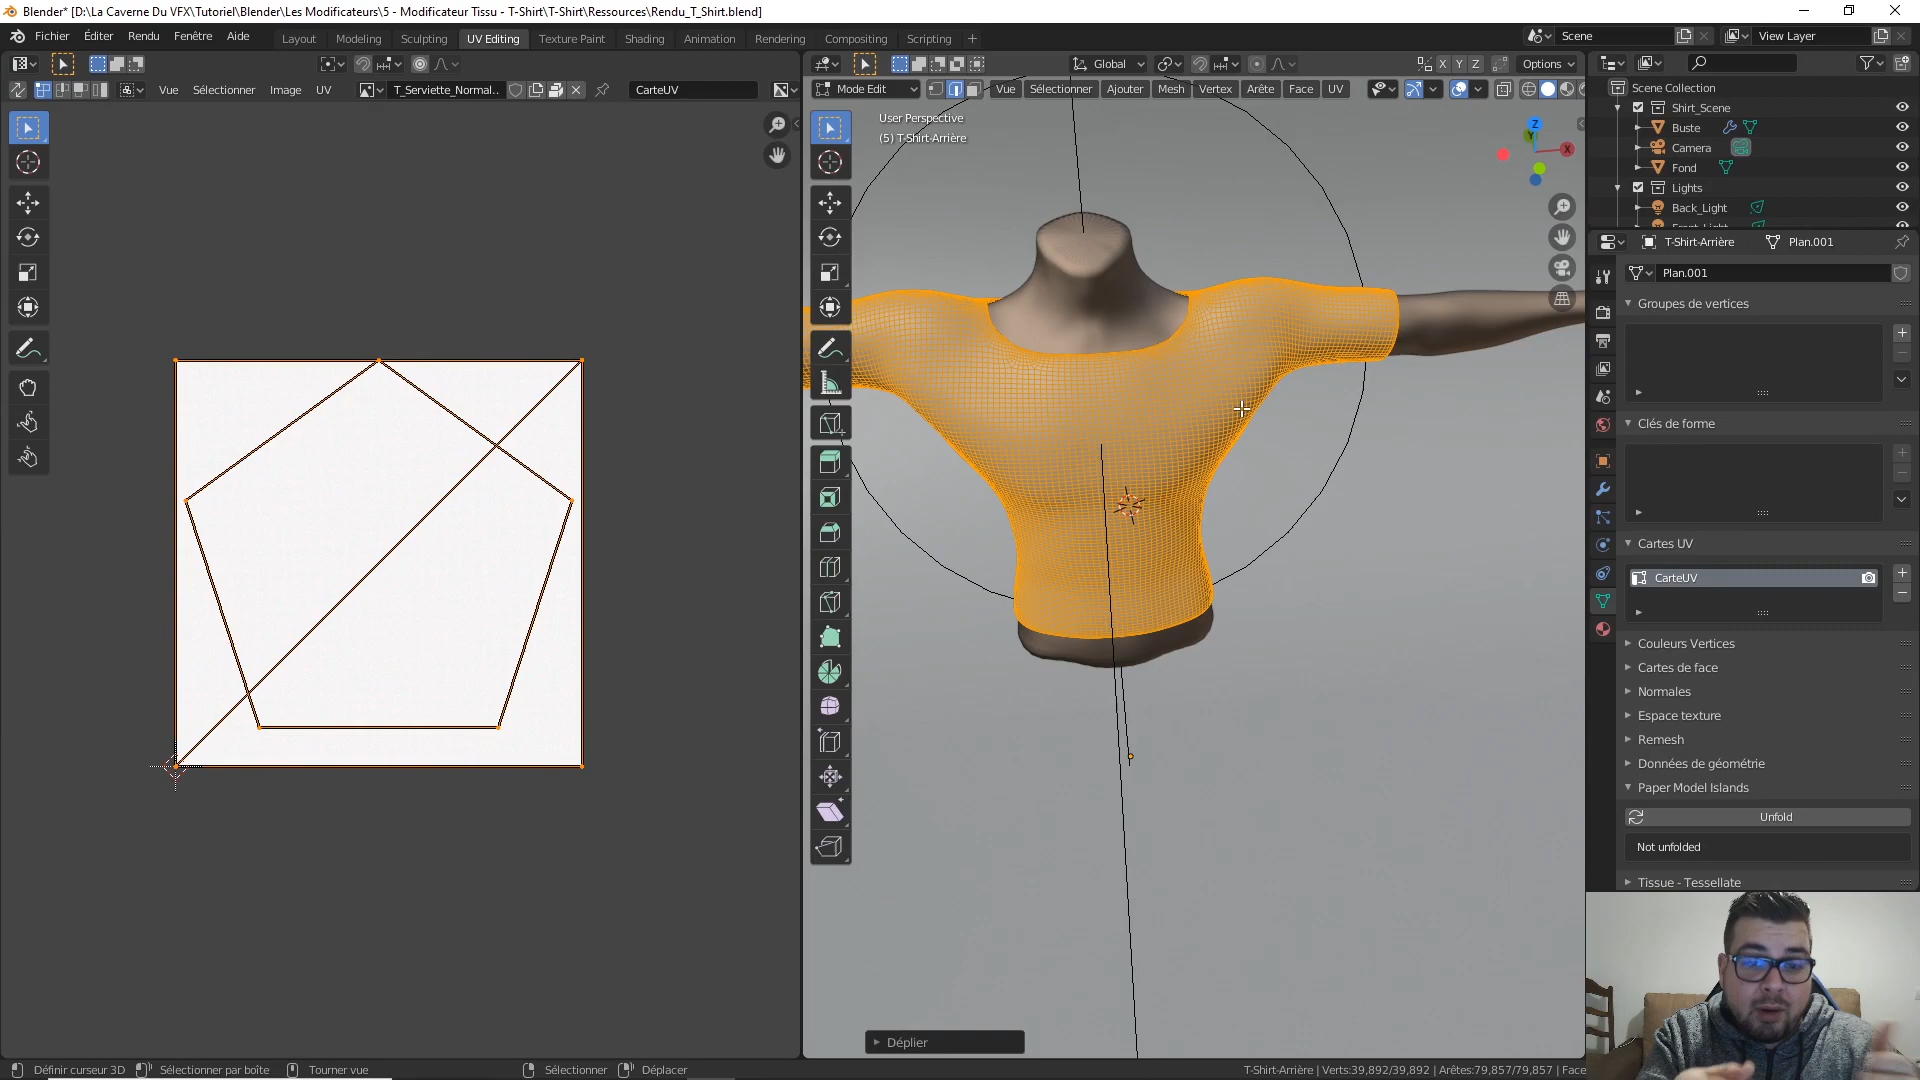 Blender* [D:\La Caverne Du VFX\Tutoriel\Blender\Les Modificateurs\5 - Modificateur Tissu - T-Shirt\T-Shirt\Ressources\Rendu_T_Shirt.blend]
Fichier Éditer Rendu Fenêtre Aide Layout Modeling Sculpting UV Editing Texture Paint Shading Animation Rendering Compositing Scripting Scene View Layer
Global X Y Z Options
Vue Sélectionner Image UV T_Serviette_Normal.. CarteUV
Mode Edit Vue Sélectionner Ajouter Mesh Vertex Arête Face UV
User Perspective
(5) T-Shirt-Arrière
Z
Y
X
Déplier
Scene Collection
Shirt_Scene
Buste
Camera
Fond
Lights
Back_Light
T-Shirt-Arrière Plan.001
Plan.001
Groupes de vertices
Clés de forme
Cartes UV
CarteUV
Couleurs Vertices
Cartes de face
Normales
Espace texture
Remesh
Données de géométrie
Paper Model Islands
Unfold
Not unfolded
Tissue - Tessellate
Définir curseur 3D Sélectionner par boîte Tourner vue Sélectionner Déplacer T-Shirt-Arrière | Verts:39,892/39,892 | Arêtes:79,857/79,857 | Face